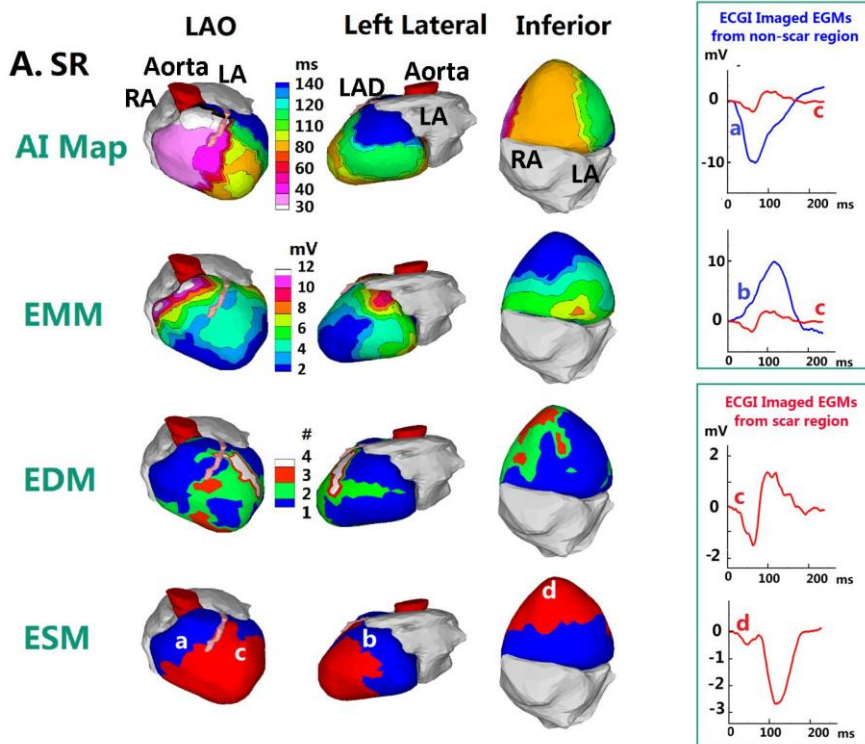 LAO
Left Lateral
Inferior
A. SR
AI Map
EMM
EDM
ESM
Aorta
RA
LA
ms
140
120
110
80
60
40
30
LAD
Aorta
LA
RA
LA
mV
12
10
8
6
4
2
#
4
3
2
1
a
c
b
d
ECGI Imaged EGMs
from non-scar region
mV
0
-10
a
c
0
100
200
ms
10
0
b
c
0
100
200
ECGI Imaged EGMs
from scar region
mV
2
0
-2
c
0
100
200
ms
0
-1
-2
-3
d
0
100
200
ms